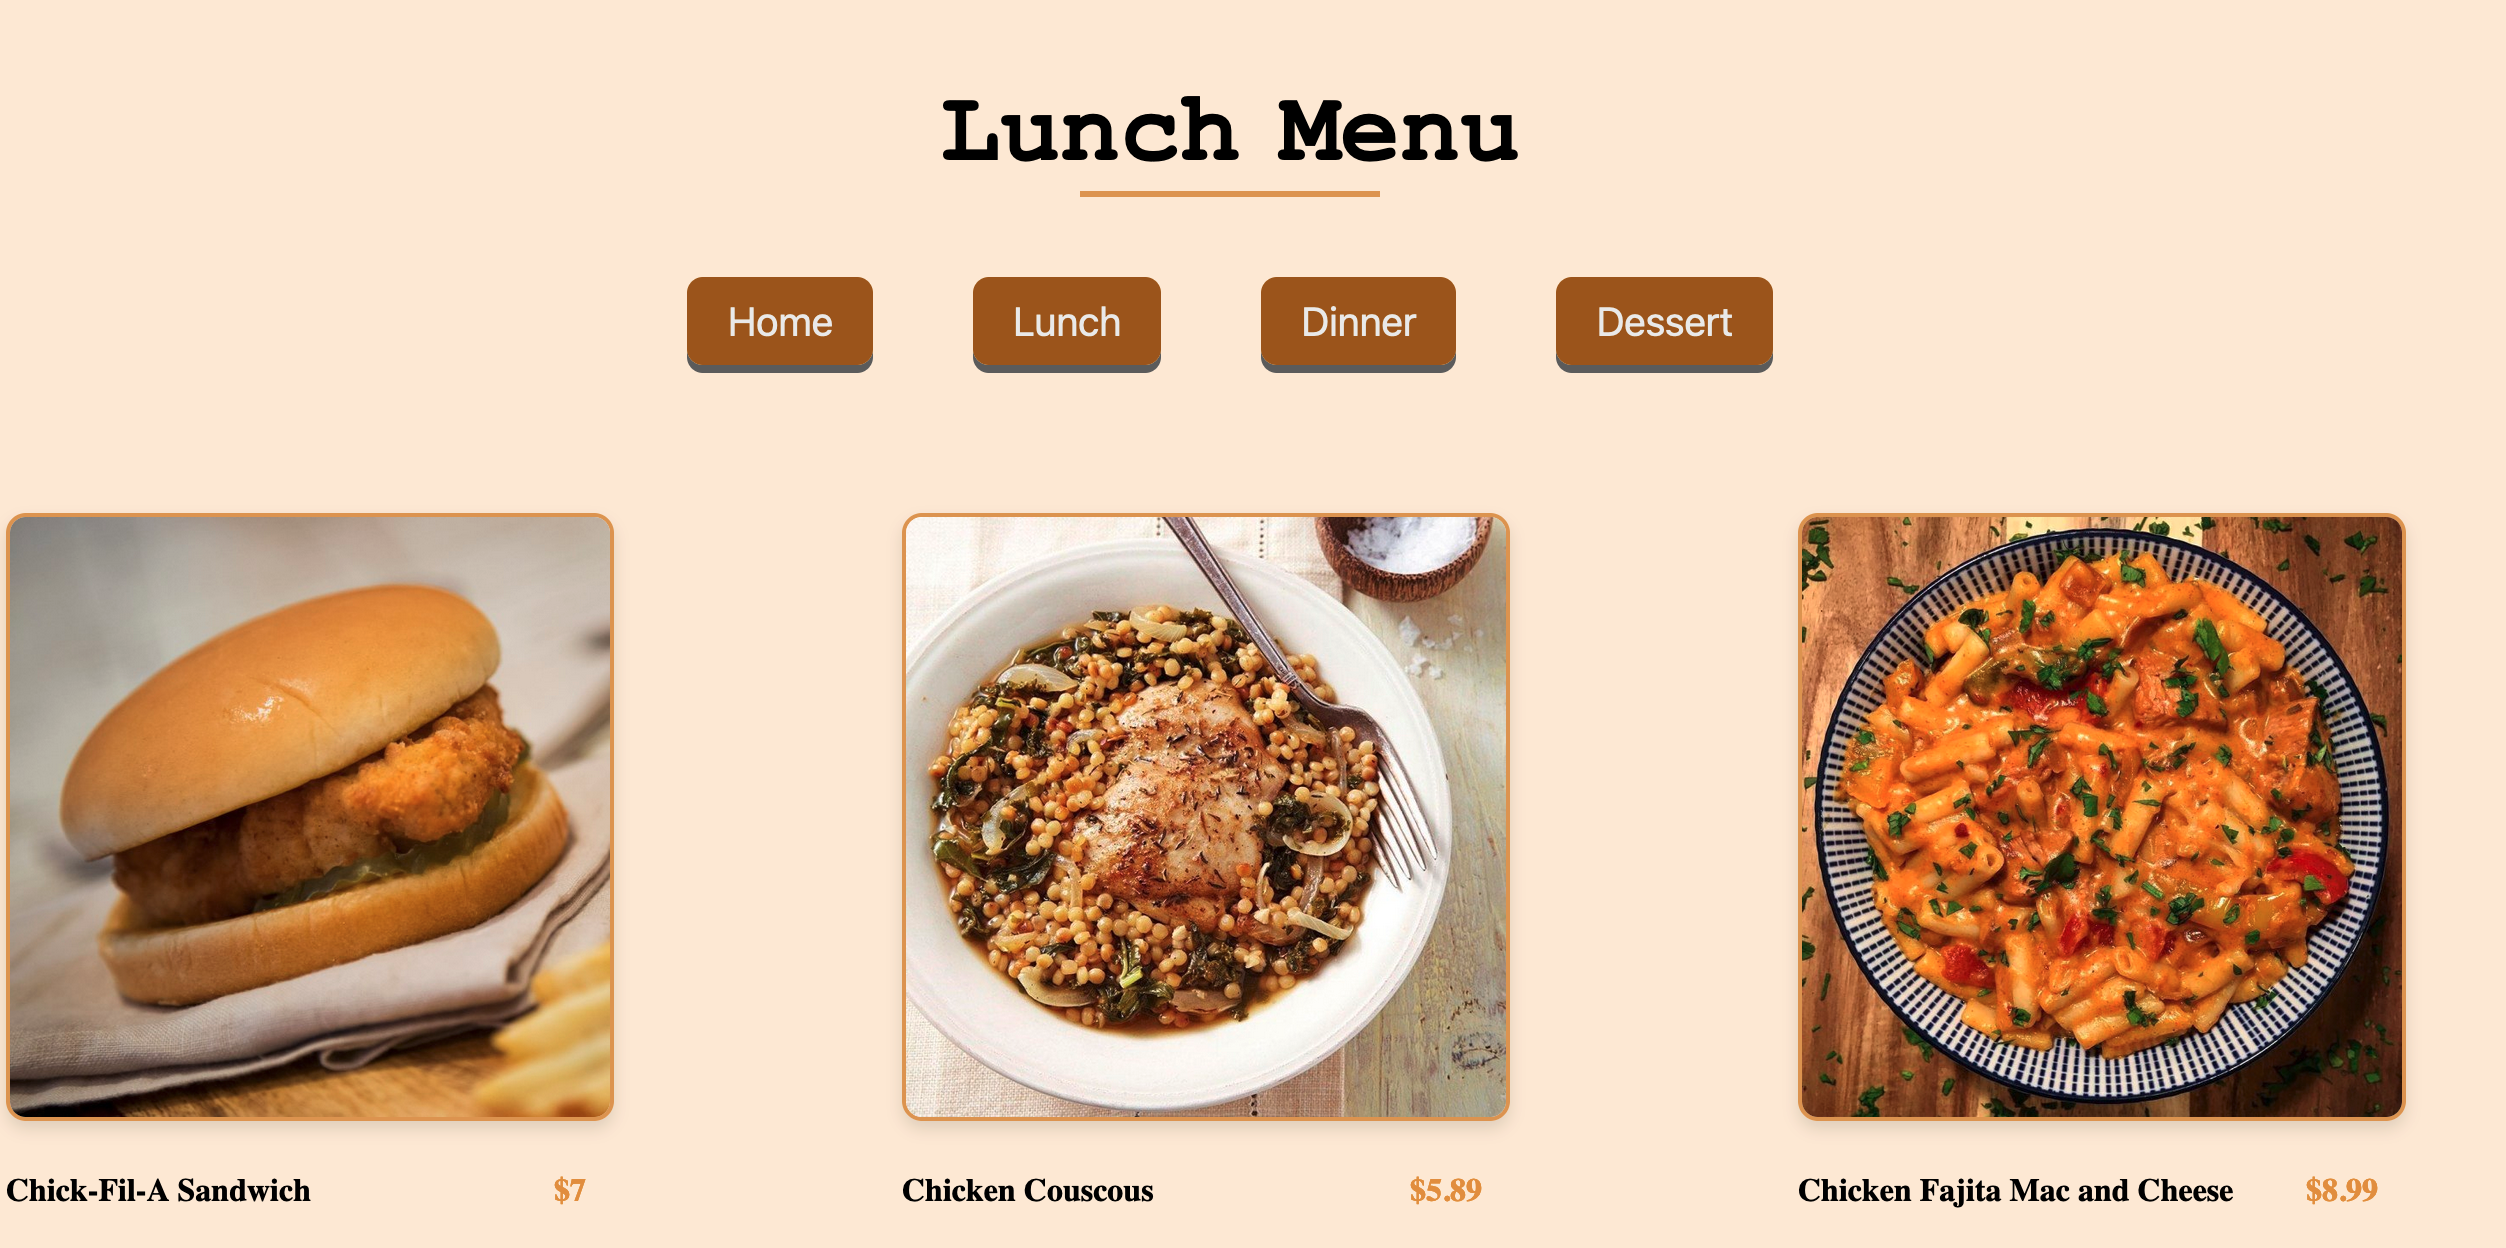 Lunch Menu
Home Lunch Dinner Dessert
Chick-Fil-A Sandwich $7 Chicken Couscous $5.89 Chicken Fajita Mac and Cheese $8.99